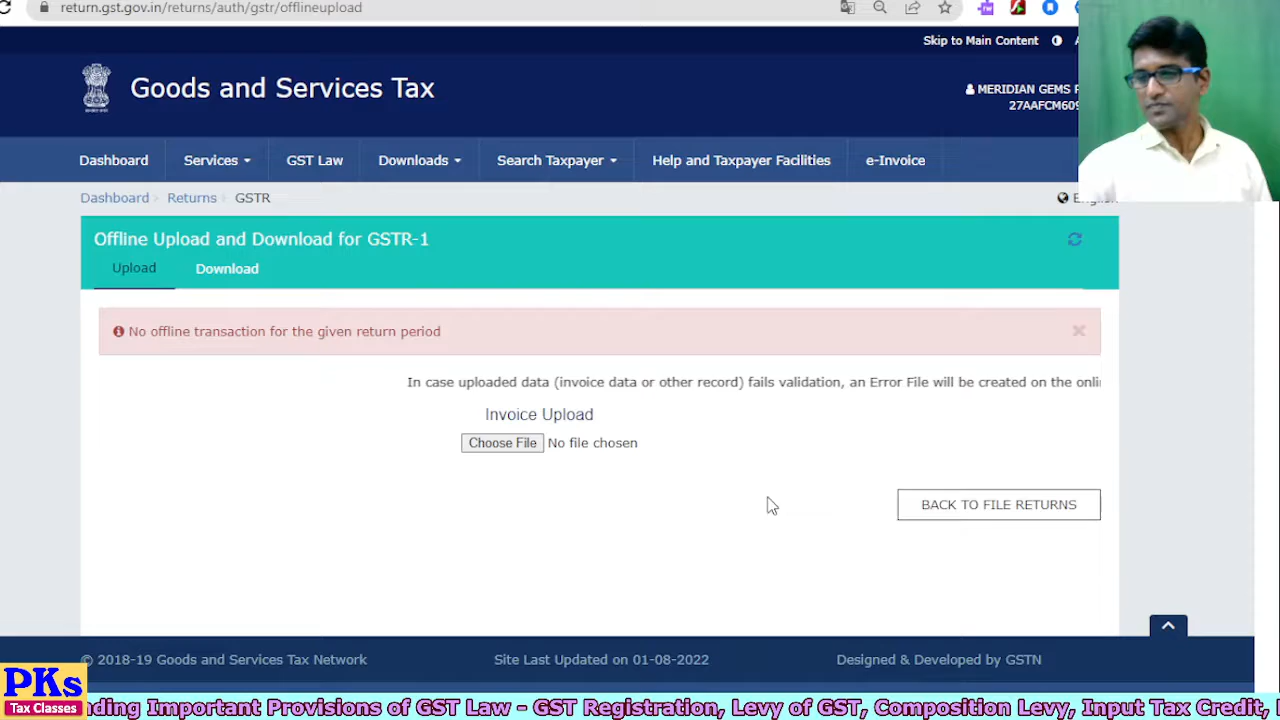 return.gst.gov.in/returns/auth/gstr/offlineupload
Skip to Main Content
Goods and Services Tax
MERIDIAN GEMS
27AAFCM609
Dashboard Services GST Law Downloads Search Taxpayer Help and Taxpayer Facilities e-Invoice
Dashboard Returns GSTR
Offline Upload and Download for GSTR-1
Upload Download
No offline transaction for the given return period
In case uploaded data (invoice data or other record) fails validation, an Error File will be created on the onli
Invoice Upload
Choose File No file chosen
BACK TO FILE RETURNS
© 2018-19 Goods and Services Tax Network Site Last Updated on 01-08-2022 Designed & Developed by GSTN
PKs
Tax Classes
ding Important Provisions of GST Law - GST Registration, Levy of GST, Composition Levy, Input Tax Credit,